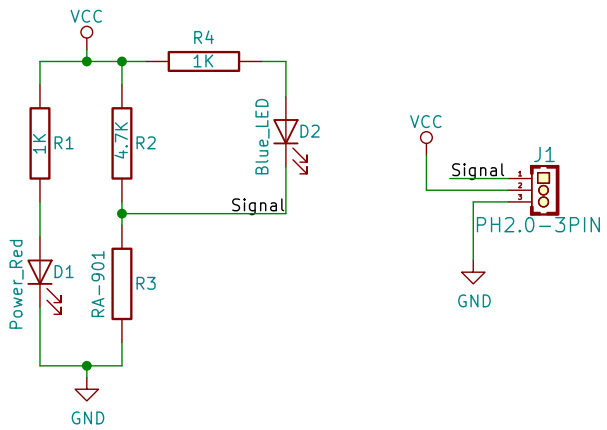 VCC
R4
1K
1K
R1
4.7K
R2
Blue_LED
D2
Signal
Power_Red
D1
RA-901
R3
GND
VCC
J1
Signal
1
2
3
PH2.0-3PIN
GND